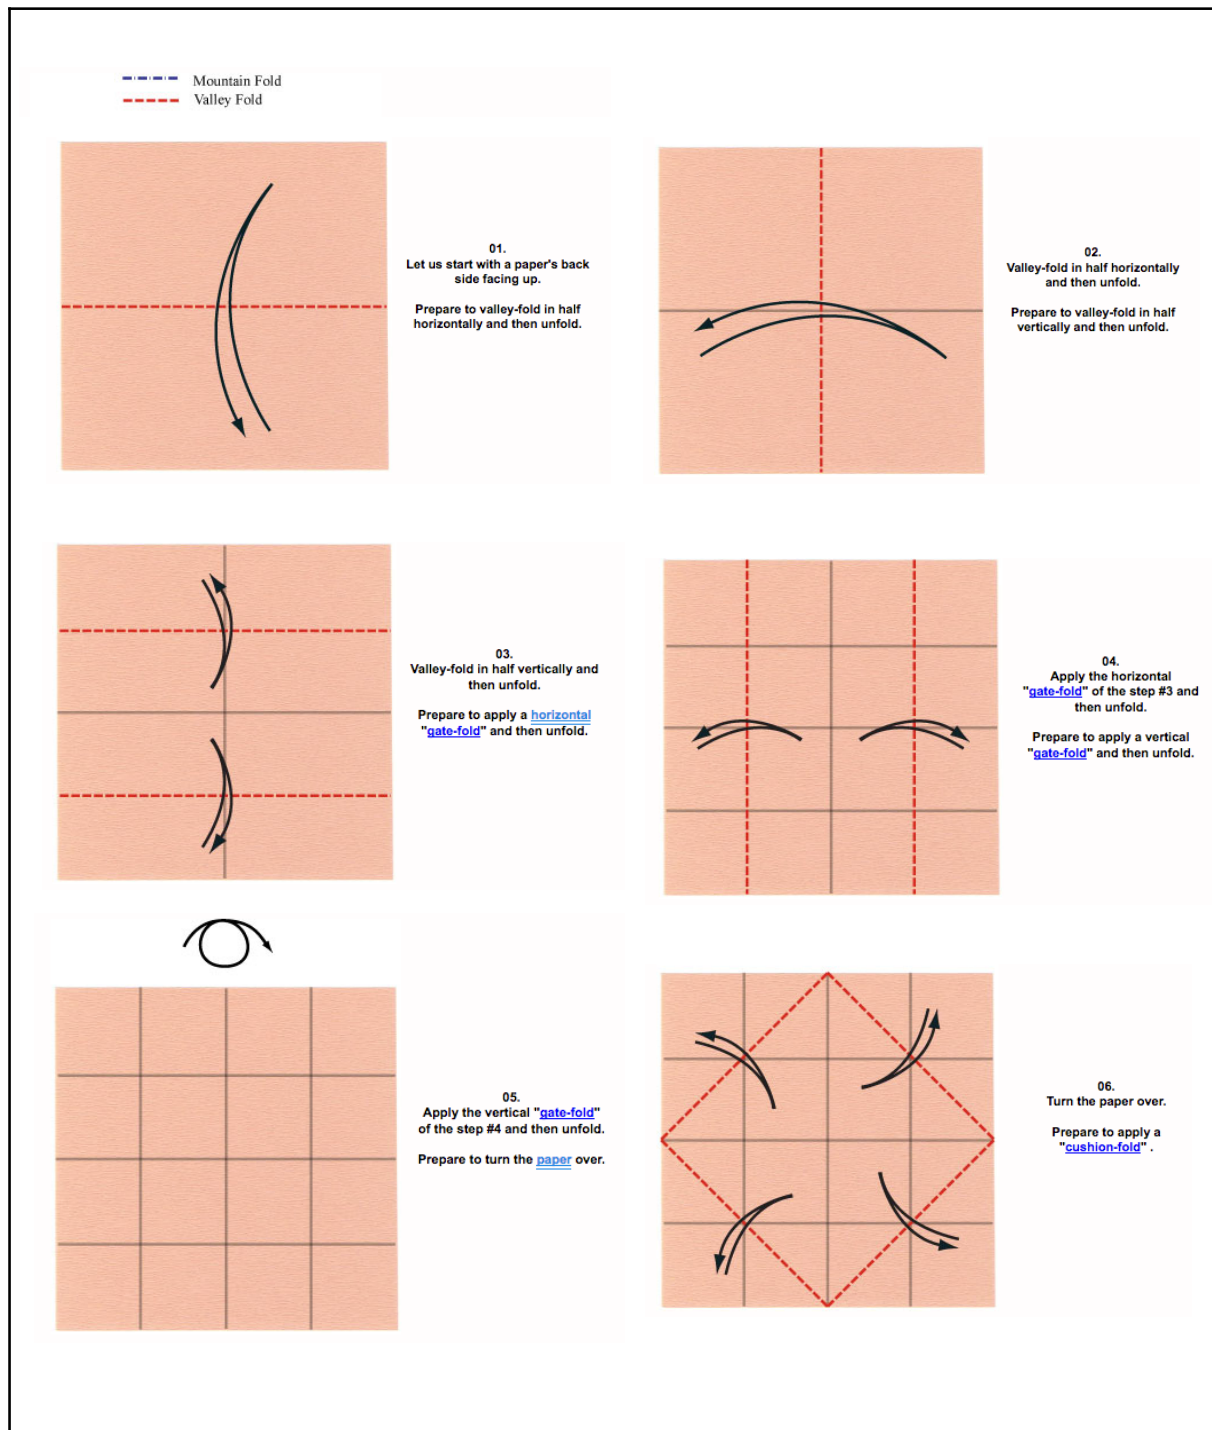 Mountain Fold
Valley Fold
01.
Let us start with a paper's back
side facing up.
Prepare to valley-fold in half
horizontally and then unfold.
02.
Valley-fold in half horizontally
and then unfold.
Prepare to valley-fold in half
vertically and then unfold.
03.
Valley-fold in half vertically and
then unfold.
Prepare to apply a horizontal
"gate-fold" and then unfold.
04.
Apply the horizontal
"gate-fold" of the step #3 and
then unfold.
Prepare to apply a vertical
"gate-fold" and then unfold.
05.
Apply the vertical "gate-fold"
of the step #4 and then unfold.
Prepare to turn the paper over.
06.
Turn the paper over.
Prepare to apply a
"cushion-fold" .